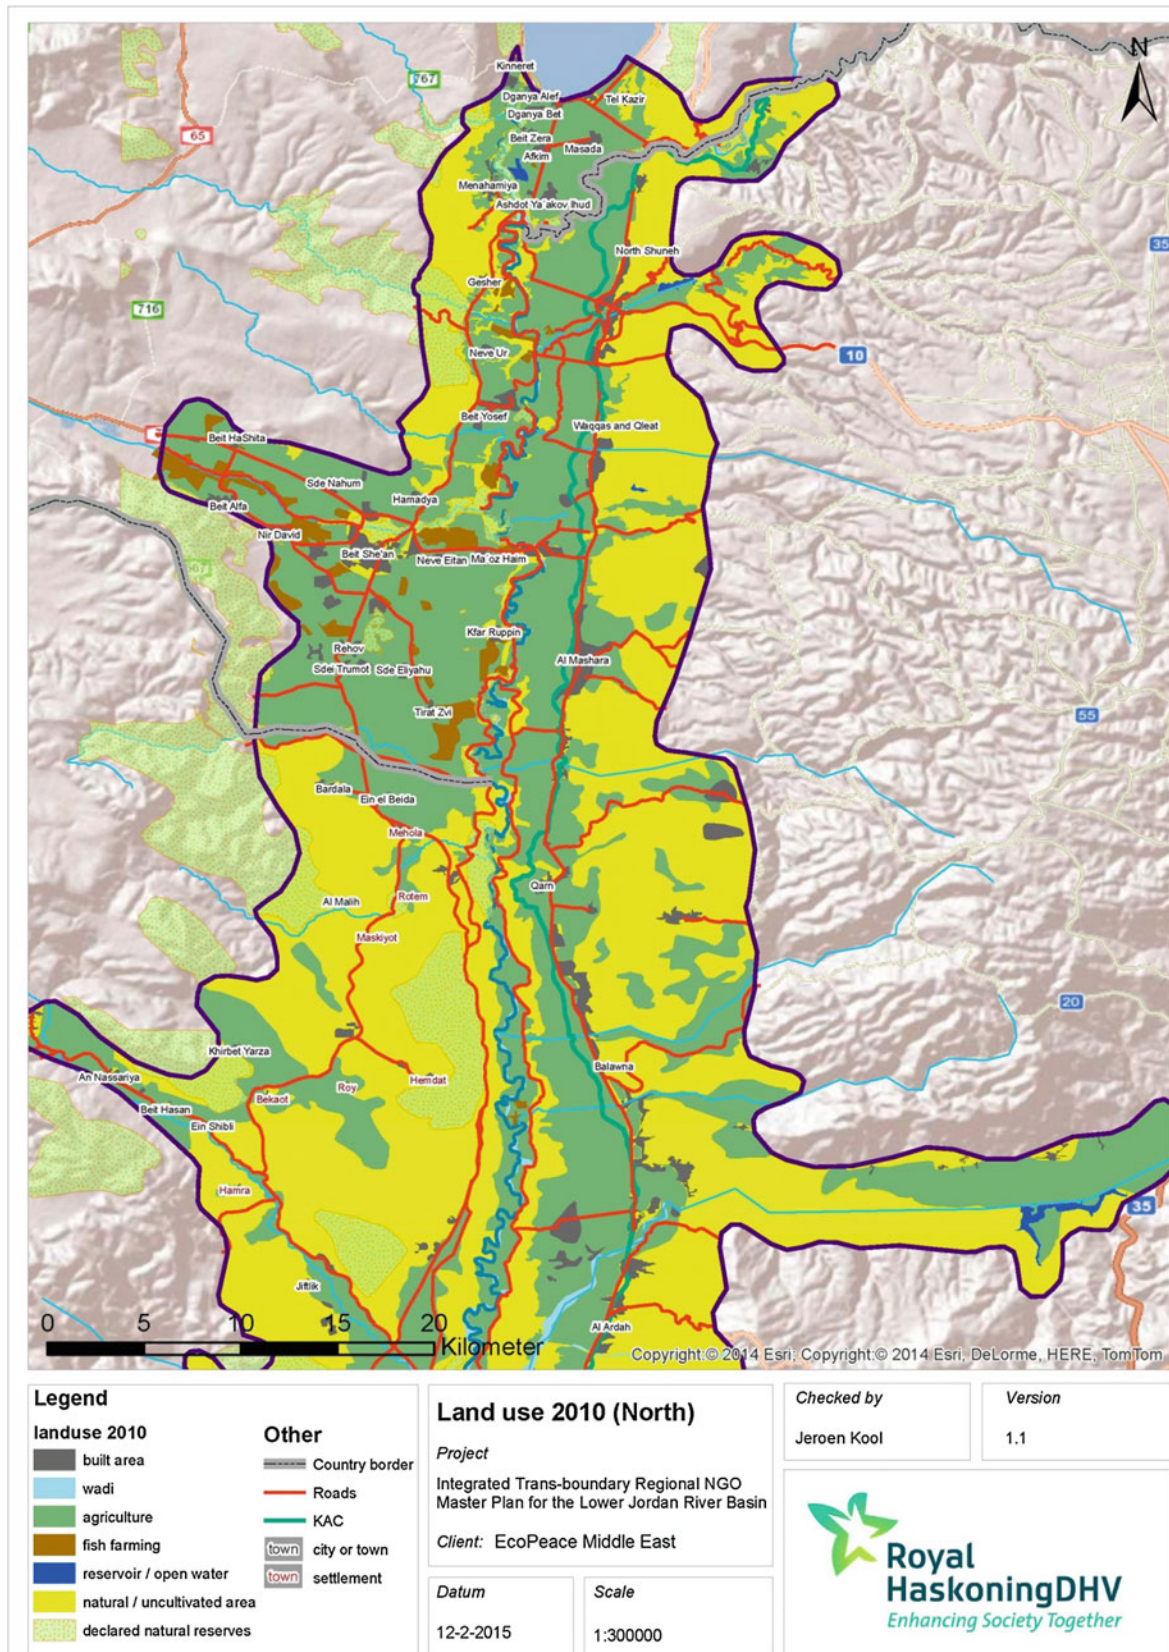 N
767
Kinneret
Dganya Alef
Tel Kazir
Dganya Bet
65
Beit Zera
Masada
Afkim
Menahamiya
Ashdot Ya`akov Ihud
35
North Shuneh
Gesher
716
10
Neve Ur
Beit Yosef
Waqqas and Qleat
Beit HaShita
Sde Nahum
Hamadya
Beit Alfa
Nir David
Beit She'an
Neve Eitan
Ma`oz Haim
Kfar Ruppin
Rehov
Al Mashara
Sdei Trumot
Sde Eliyahu
Tirat Zvi
55
Bardala
Ein el Beida
Mehola
Qarn
Rotem
Al Malih
Maskiyot
20
Khirbet Yarza
An Nassariya
Balawna
Hemdat
Roy
Bekaot
Beit Hasan
Ein Shibli
Hamra
35
Jiftlik
Al Ardah
0 5 10 15 20
Kilometer
Copyright:© 2014 Esri; Copyright:© 2014 Esri, DeLorme, HERE, TomTom
Legend
landuse 2010
built area
wadi
agriculture
fish farming
reservoir / open water
natural / uncultivated area
declared natural reserves
Other
Country border
Roads
KAC
town city or town
town settlement
Land use 2010 (North)
Project
Integrated Trans-boundary Regional NGO
Master Plan for the Lower Jordan River Basin
Client: EcoPeace Middle East
Datum
12-2-2015
Scale
1:300000
Checked by
Jeroen Kool
Version
1.1
Royal
HaskoningDHV
Enhancing Society Together